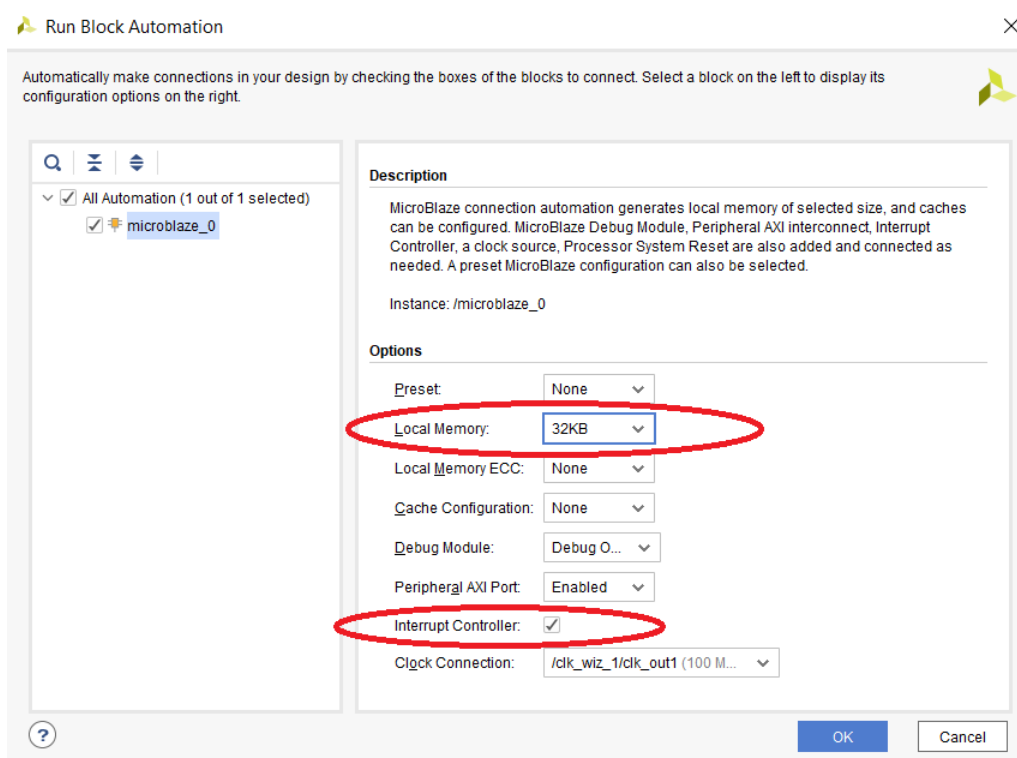 Run Block Automation
Automatically make connections in your design by checking the boxes of the blocks to connect. Select a block on the left to display its
configuration options on the right.
All Automation (1 out of 1 selected)
microblaze_0
Description
MicroBlaze connection automation generates local memory of selected size, and caches
can be configured. MicroBlaze Debug Module, Peripheral AXI interconnect, Interrupt
Controller, a clock source, Processor System Reset are also added and connected as
needed. A preset MicroBlaze configuration can also be selected.
Instance: /microblaze_0
Options
Preset: None
Local Memory: 32KB
Local Memory ECC: None
Cache Configuration: None
Debug Module: Debug O...
Peripheral AXI Port: Enabled
Interrupt Controller:
Clock Connection: /clk_wiz_1/clk_out1 (100 M...
? OK Cancel